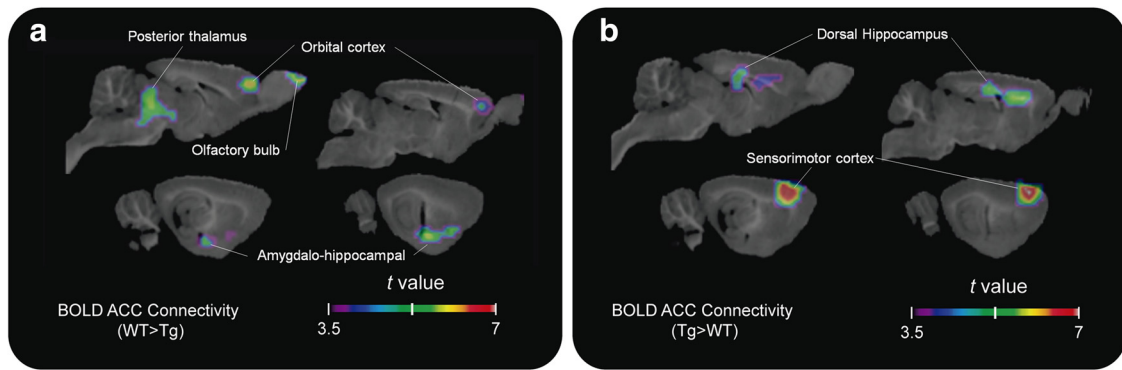 a
Posterior thalamus
Orbital cortex
Olfactory bulb
Amygdalo-hippocampal
BOLD ACC Connectivity
(WT>Tg)
t value
3.5
7
b
Dorsal Hippocampus
Sensorimotor cortex
BOLD ACC Connectivity
(Tg>WT)
t value
3.5
7